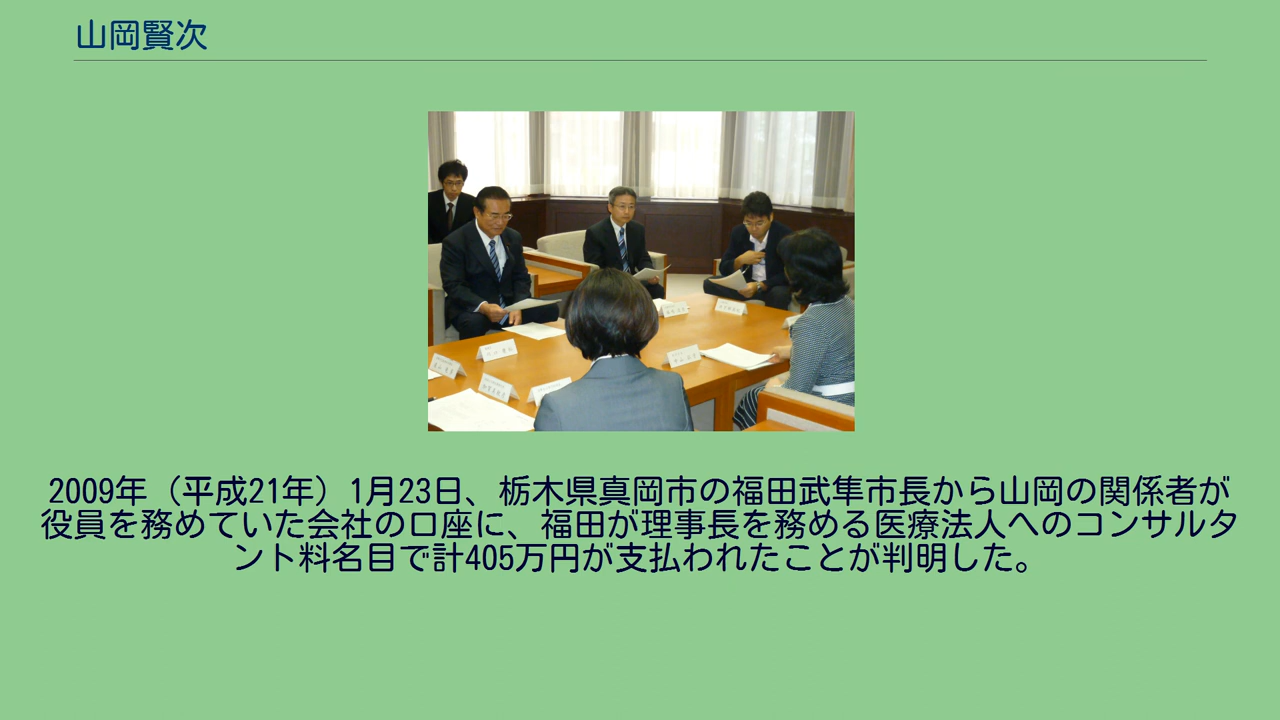 山岡賢次
2009年（平成21年）1月23日、栃木県真岡市の福田武隼市長から山岡の関係者が
役員を務めていた会社の口座に、福田が理事長を務める医療法人へのコンサルタ
ント料名目で計405万円が支払われたことが判明した。